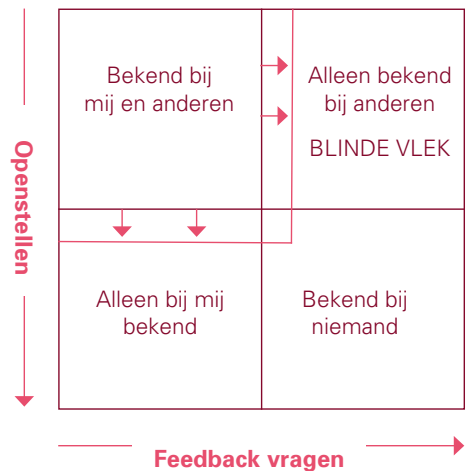 Bekend bij
mij en anderen
Alleen bekend
bij anderen
BLINDE VLEK
Openstellen
Alleen bij mij
bekend
Bekend bij
niemand
Feedback vragen